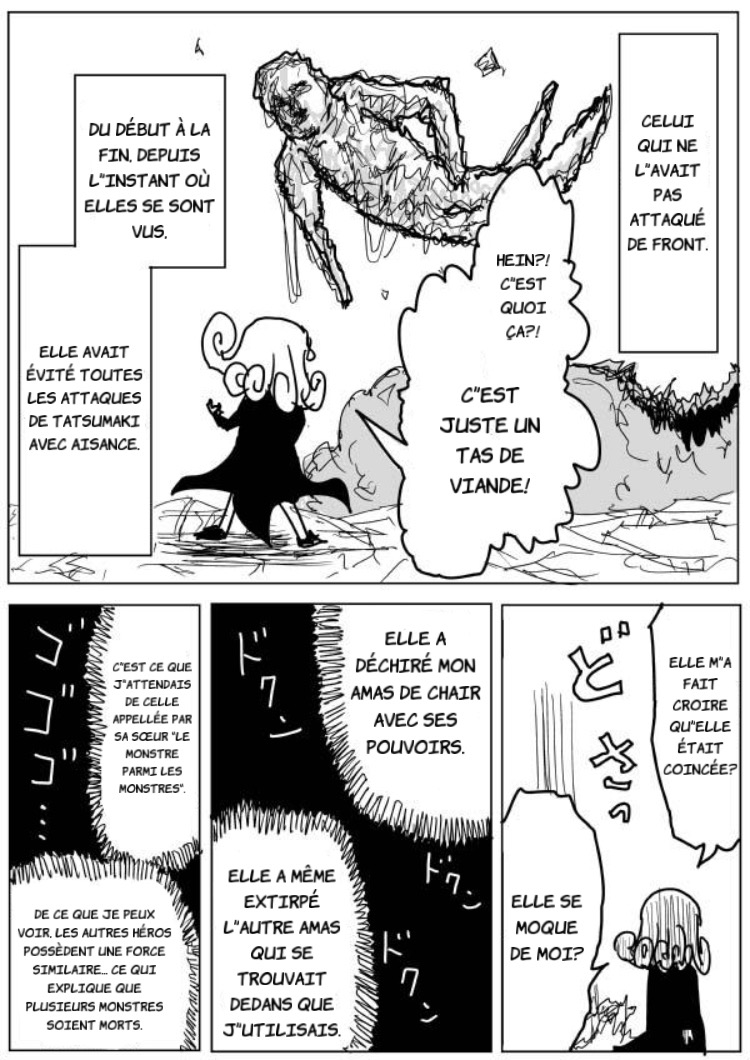 CELUI
QUI NE
L"AVAIT
PAS
ATTAQUÉ
DE FRONT.
HEIN?!
C"EST
QUOI
ÇA?!
C"EST
JUSTE UN
TAS DE
VIANDE!
DU DÉBUT À LA
FIN, DEPUIS
L"INSTANT OÙ
ELLES SE SONT
VUS,
ELLE AVAIT
ÉVITÉ TOUTES
LES ATTAQUES
DE TATSUMAKI
AVEC AISANCE.
ELLE M"A
FAIT
CROIRE
QU"ELLE
ÉTAIT
COINCÉE?
どさっ
ELLE SE
MOQUE
DE MOI?
ELLE A
DÉCHIRÉ MON
AMAS DE CHAIR
AVEC SES
POUVOIRS.
ドクン
ドクン
ドクン
ELLE A MÊME
EXTIRPÉ
L"AUTRE AMAS
QUI SE
TROUVAIT
DEDANS QUE
J"UTILISAIS.
C"EST CE QUE
J"ATTENDAIS
DE CELLE
APPELLÉE PAR
SA SŒUR "LE
MONSTRE
PARMI LES
MONSTRES".
ゴゴゴ…
DE CE QUE JE PEUX
VOIR, LES AUTRES HÉROS
POSSÈDENT UNE FORCE
SIMILAIRE... CE QUI
EXPLIQUE QUE
PLUSIEURS MONSTRES
SOIENT MORTS.